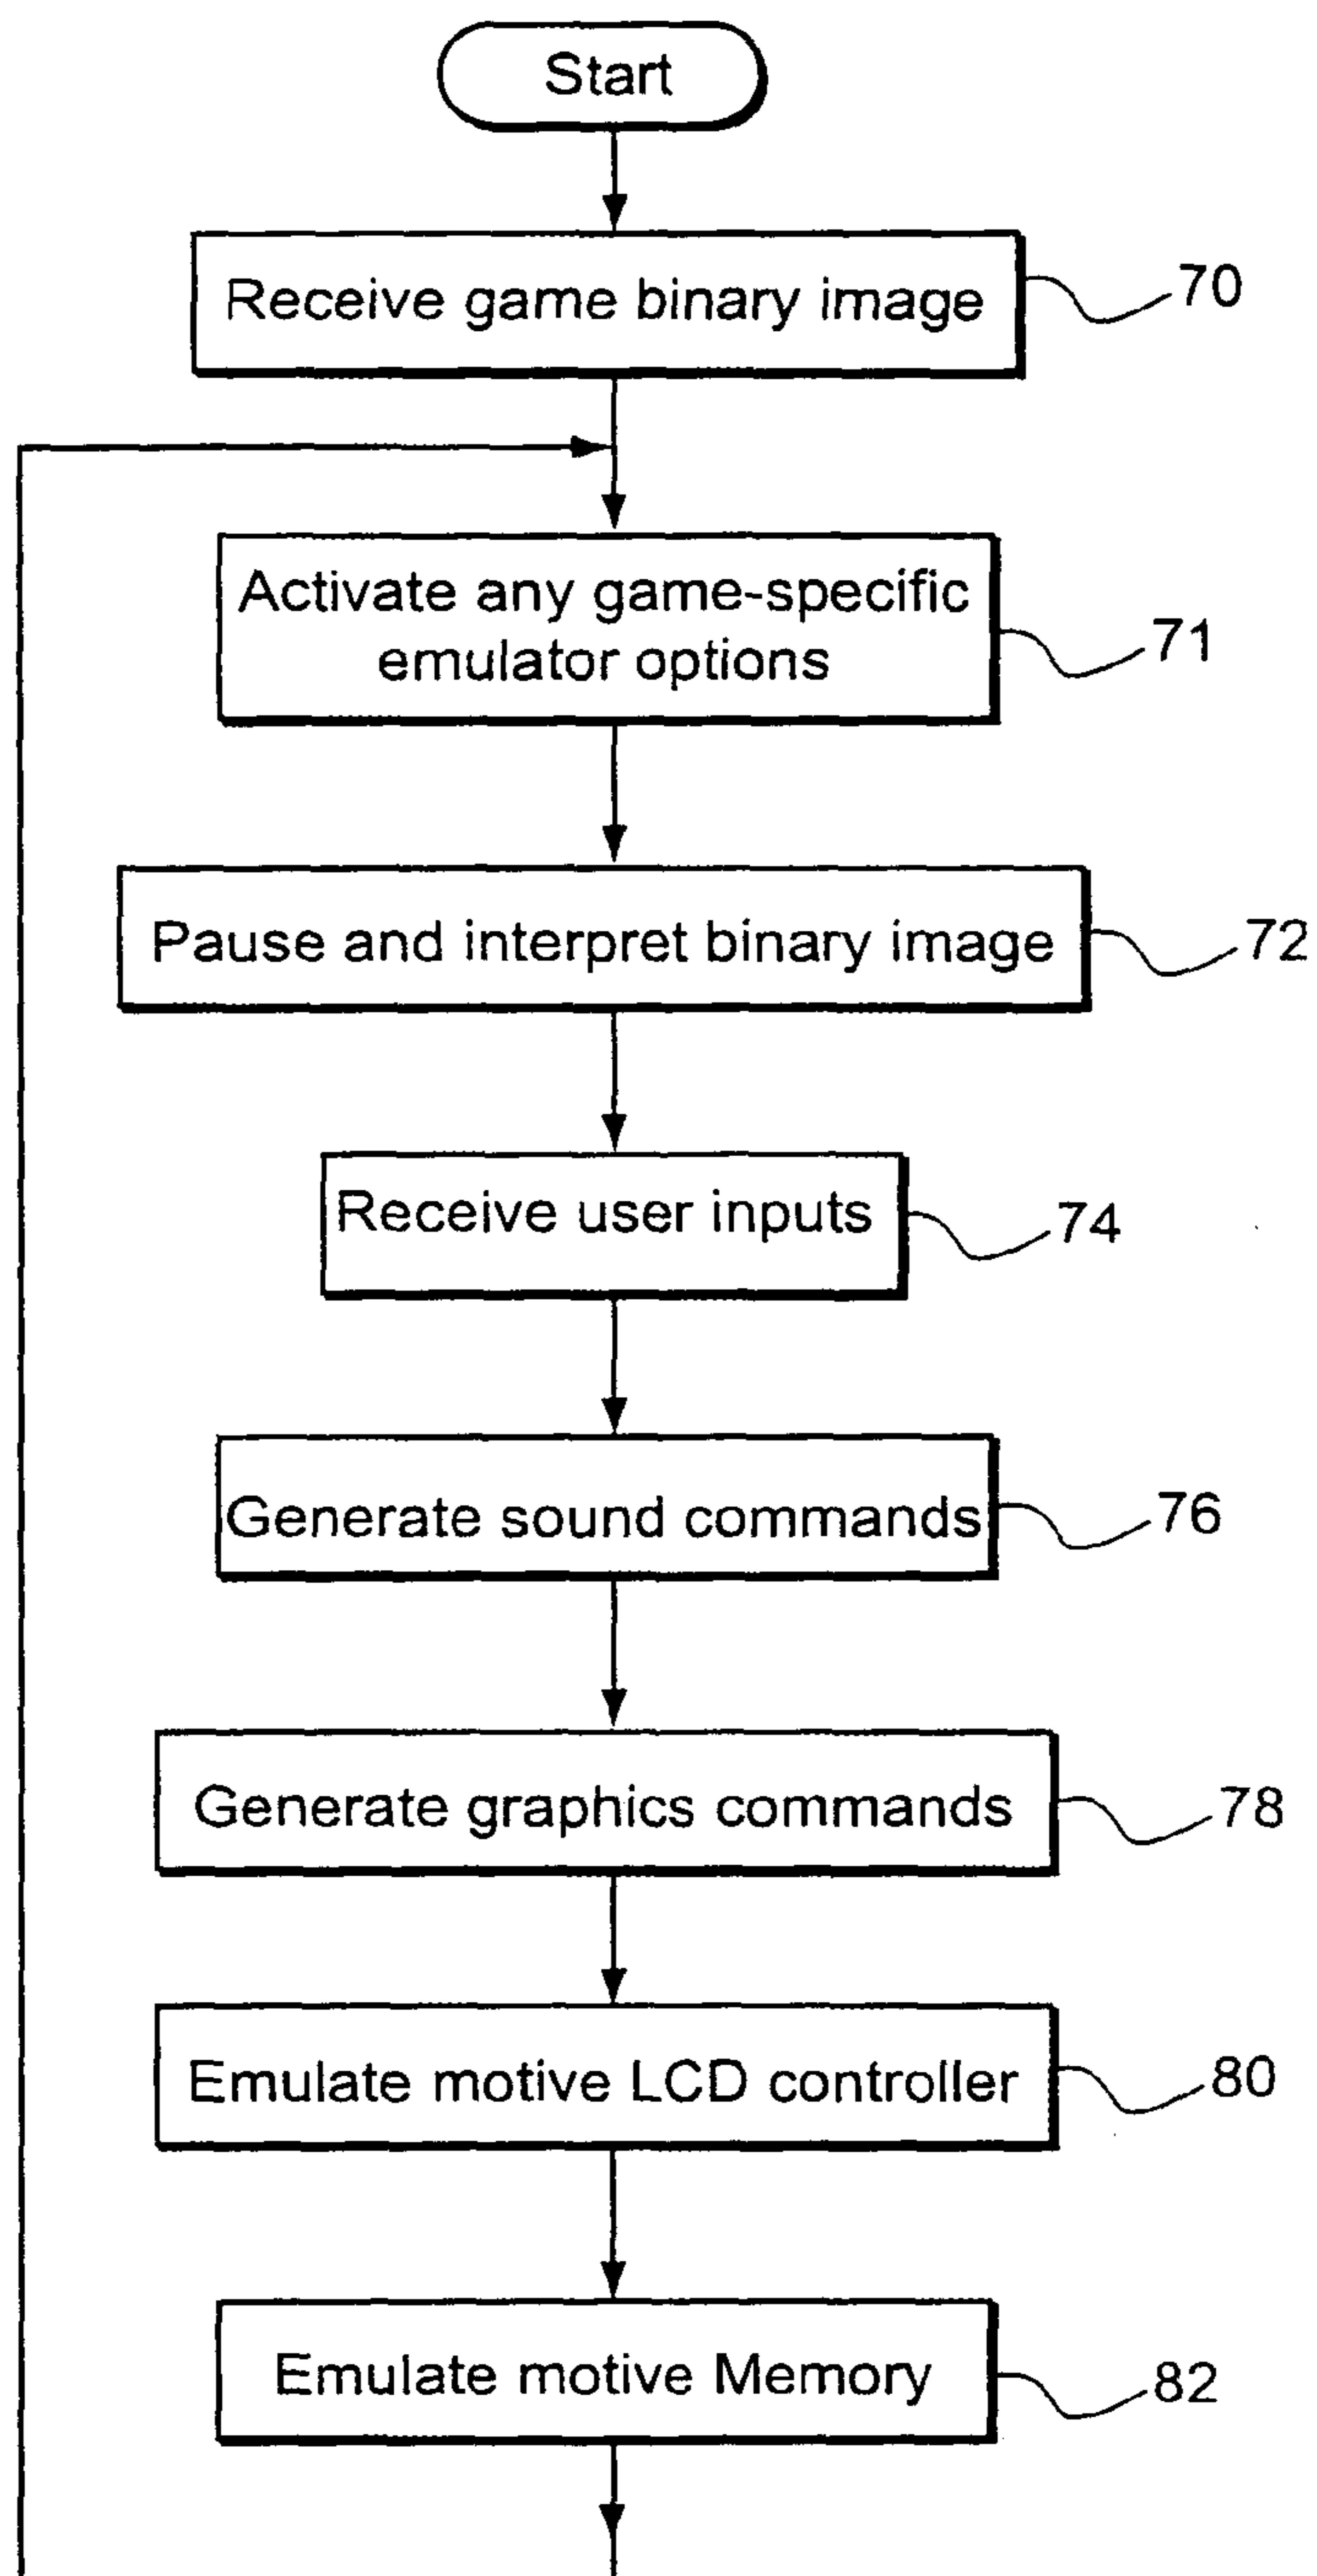 Start
Receive game binary image
70
Activate any game-specific
emulator options
71
Pause and interpret binary image
72
Receive user inputs
74
Generate sound commands
76
Generate graphics commands
78
Emulate motive LCD controller
80
Emulate motive Memory
82